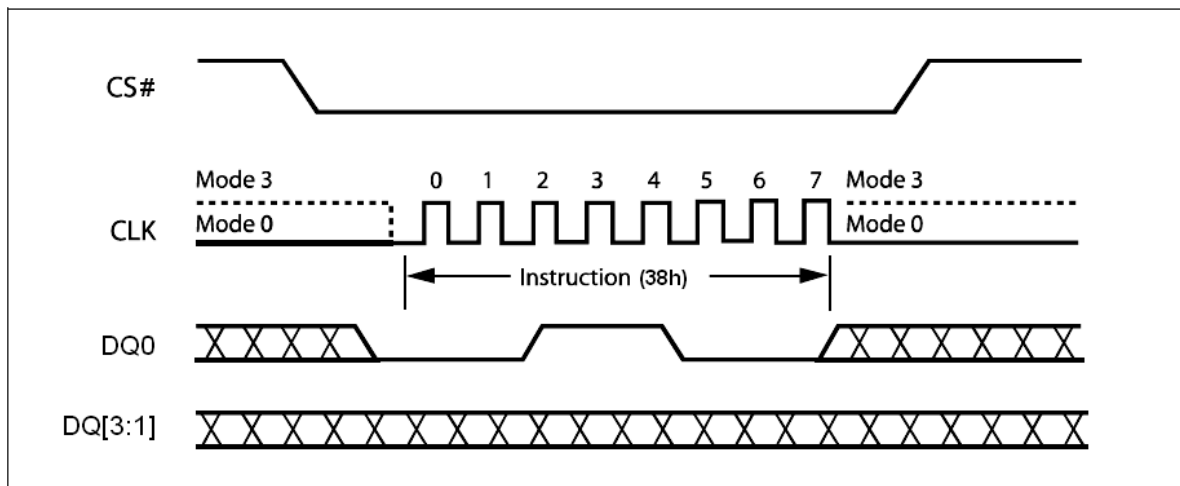 CS#
Mode 3 0 1 2 3 4 5 6 7 Mode 3
CLK Mode 0 Mode 0
Instruction (38h)
DQ0
DQ[3:1]